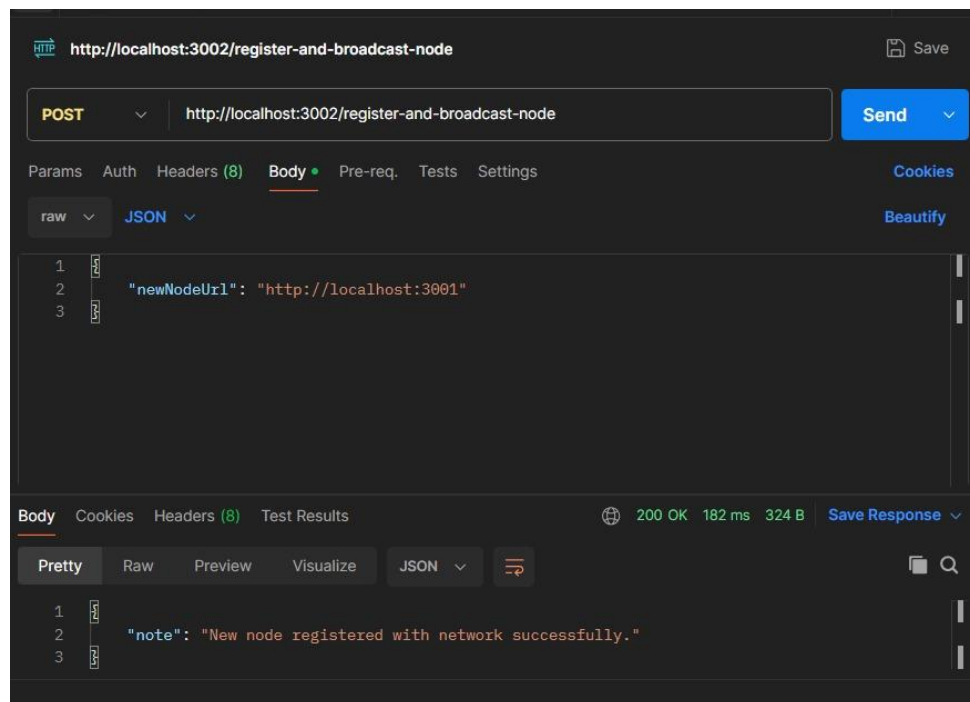 HTTP http://localhost:3002/register-and-broadcast-node Save
POST http://localhost:3002/register-and-broadcast-node Send
Params Auth Headers (8) Body Pre-req. Tests Settings Cookies
raw JSON Beautify
1 {
2 "newNodeUrl": "http://localhost:3001"
3 }
Body Cookies Headers (8) Test Results 200 OK 182 ms 324 B Save Response
Pretty Raw Preview Visualize JSON
1 {
2 "note": "New node registered with network successfully."
3 }